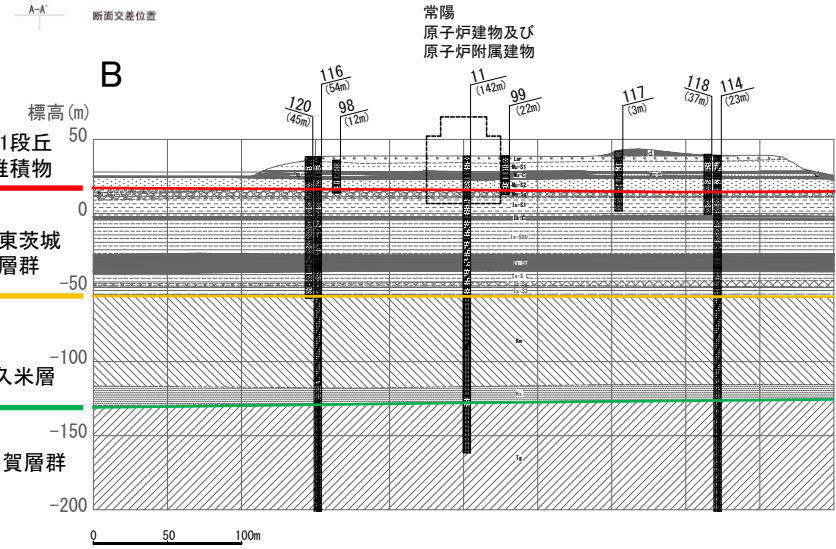 A-A'
断面交差位置
常陽
原子炉建物及び
原子炉附属建物
B
標高(m)
120
(45m)
116
(54m)
98
(12m)
11
(142m)
99
(22m)
117
(3m)
118
(37m)
114
(23m)
50
1段丘
堆積物
0
東茨城
層群
-50
-100
久米層
-150
賀層群
-200
0 50 100m